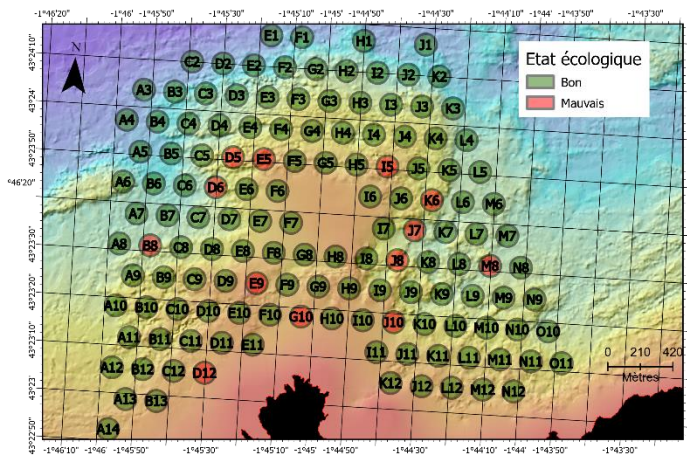 -1°46'20" -1°46' -1°45'50" -1°45'30" -1°45'10" -1°44'50" -1°44'40" -1°44'20" -1°44'10" -1°44' -1°43'40"
E1 F1 H1 J1
C2 D2 E2 F2 G2 H2 I2 J2 K2
A3 B3 C3 D3 E3 F3 G3 H3 I3 J3 K3
A4 B4 C4 D4 E4 F4 G4 H4 I4 J4 K4 L4
A5 B5 C5 D5 E5 F5 G5 H5 I5 J5 K5 L5
A6 B6 C6 D6 E6 F6 I6 J6 K6 L6 M6
A7 B7 C7 D7 E7 F7 I7 J7 K7 L7 M7
A8 B8 C8 D8 E8 F8 G8 H8 I8 J8 K8 L8 M8 N8
A9 B9 C9 D9 E9 F9 G9 H9 I9 J9 K9 L9 M9 N9
A10 B10 C10 D10 E10 F10 G10 H10 I10 J10 K10 L10 M10 N10 O10
A11 B11 C11 D11 E11 I11 J11 K11 L11 M11 N11 O11
A12 B12 C12 D12 K12 J12 L12 M12 N12
A13 B13
A14
N
Etat écologique
Bon
Mauvais
43°24'10"
43°24'
43°23'50"
°46'20"
43°23'30"
43°23'20"
43°23'10"
43°23'
43°22'50"
0 210 420
Mètres
-1°46'10" -1°46' -1°45'50" -1°45'30" -1°45'10" -1°44'50" -1°44'30" -1°44'10" -1°43'50" -1°43'30"